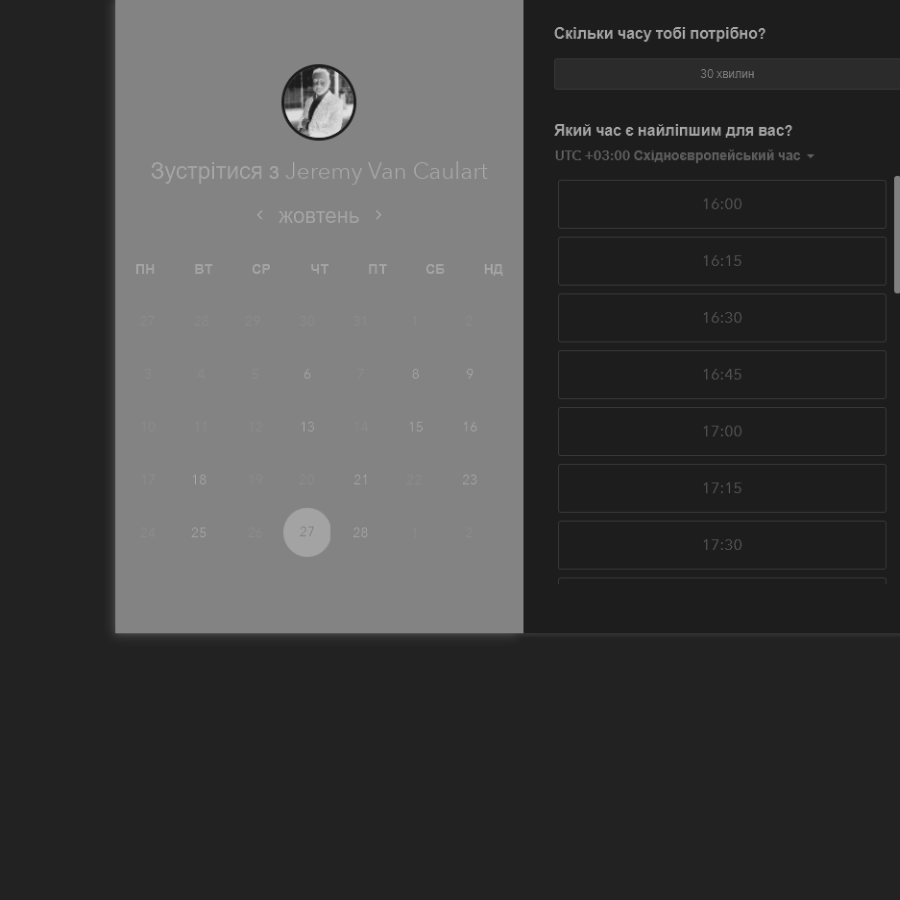 Зустрітися з Jeremy Van Caulart
жовтень
ПН ВТ СР ЧТ ПТ СБ НД
27 28 29 30 31 1 2
3 4 5 6 7 8 9
10 11 12 13 14 15 16
17 18 19 20 21 22 23
24 25 26 27 28 1 2
Скільки часу тобі потрібно?
30 хвилин
Який час є найліпшим для вас?
UTC +03:00 Східноєвропейський час
16:00
16:15
16:30
16:45
17:00
17:15
17:30